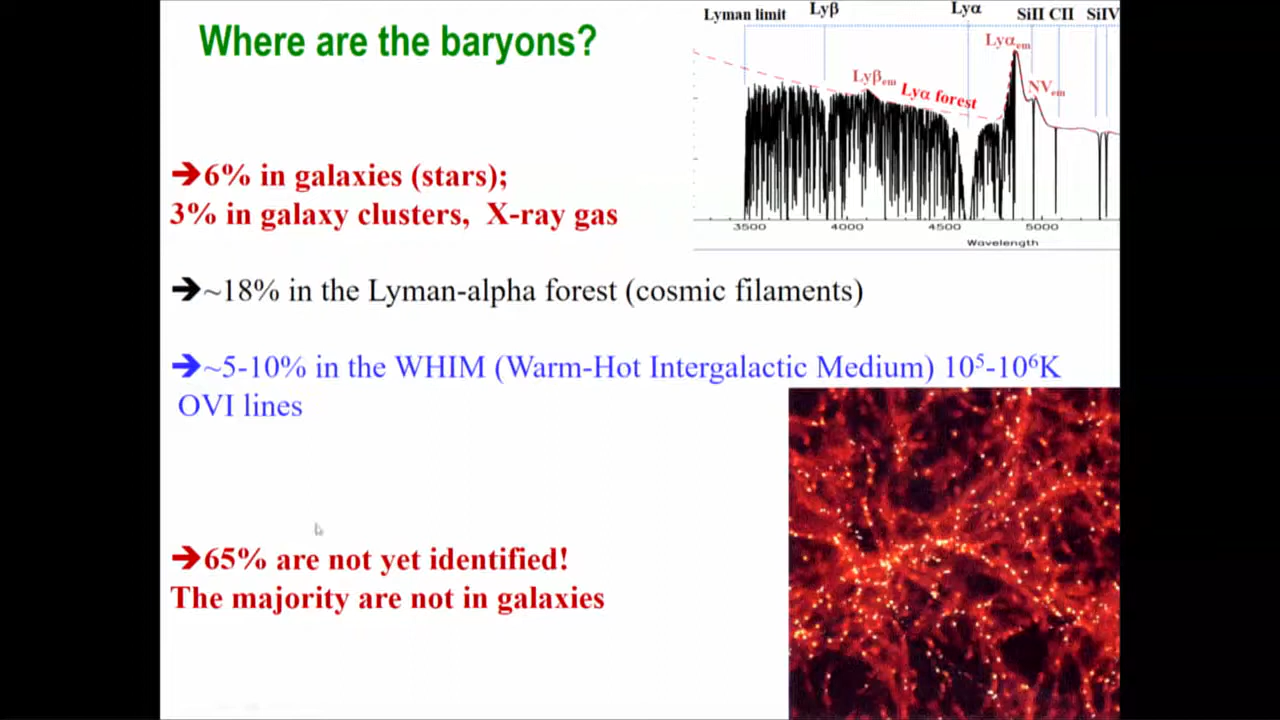 Where are the baryons?
Lyman limit Lyβ Lyα SiII CII SiIV
Lyαem
Lyβem Lyα forest NVem
3500 4000 4500 5000
Wavelength
➔6% in galaxies (stars);
3% in galaxy clusters, X-ray gas
➔~18% in the Lyman-alpha forest (cosmic filaments)
➔~5-10% in the WHIM (Warm-Hot Intergalactic Medium) 10⁵-10⁶K
OVI lines
➔65% are not yet identified!
The majority are not in galaxies